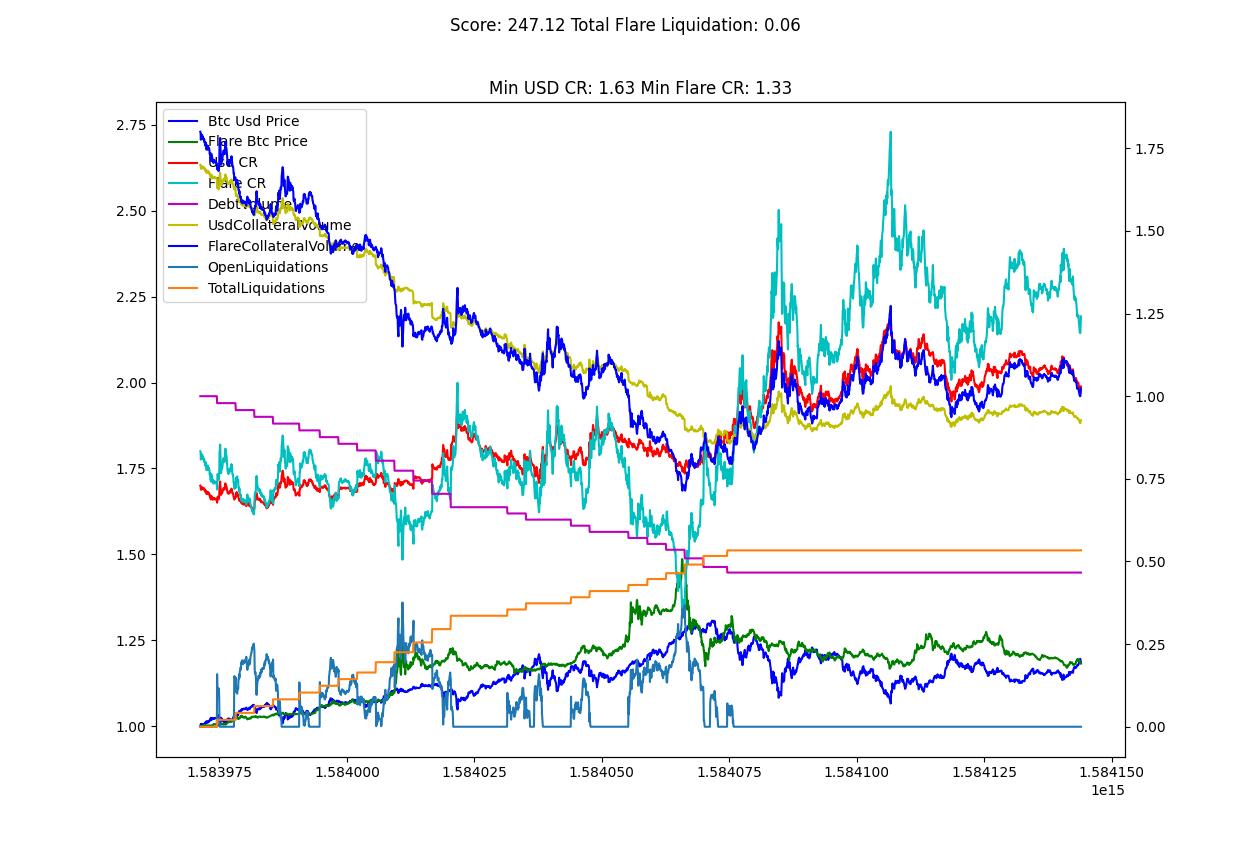 Score: 247.12 Total Flare Liquidation: 0.06
Min USD CR: 1.63 Min Flare CR: 1.33
Btc Usd Price
Flare Btc Price
Usd CR
Flare CR
DebtVolume
UsdCollateralVolume
FlareCollateralVolume
OpenLiquidations
TotalLiquidations
2.75
2.50
2.25
2.00
1.75
1.50
1.25
1.00
1.75
1.50
1.25
1.00
0.75
0.50
0.25
0.00
1.583975
1.584000
1.584025
1.584050
1.584075
1.584100
1.584125
1.584150
1e15